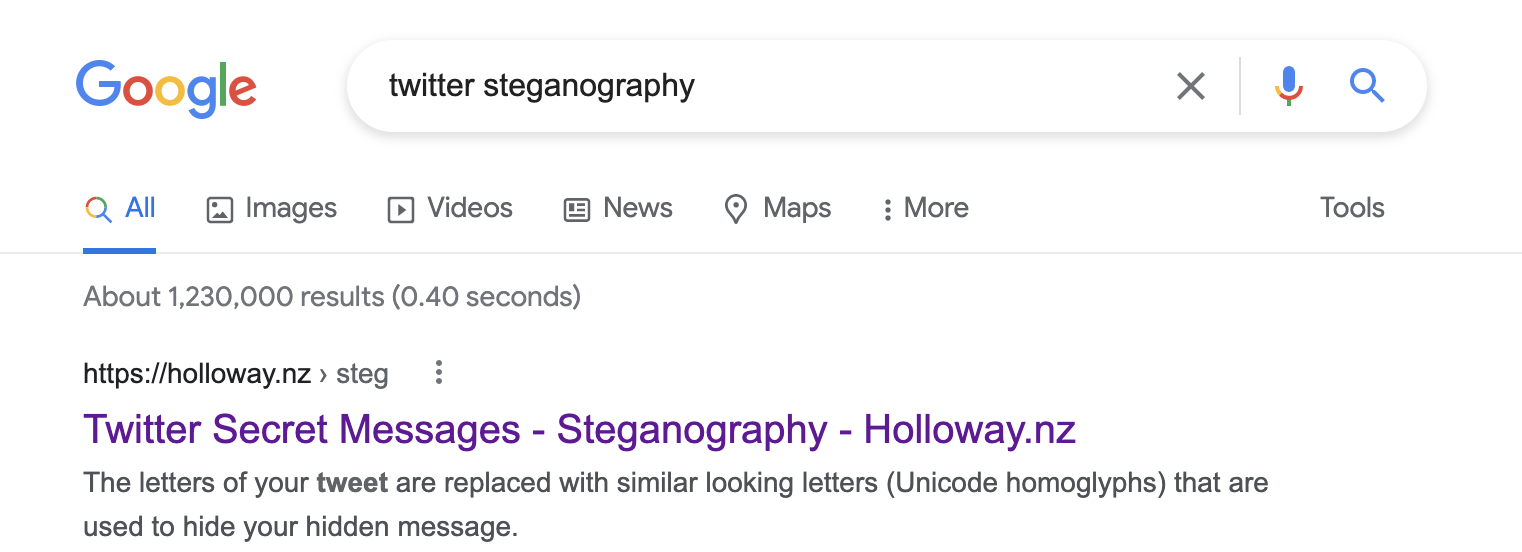 Google
twitter steganography
All Images Videos News Maps More Tools
About 1,230,000 results (0.40 seconds)
https://holloway.nz › steg
Twitter Secret Messages - Steganography - Holloway.nz
The letters of your tweet are replaced with similar looking letters (Unicode homoglyphs) that are
used to hide your hidden message.